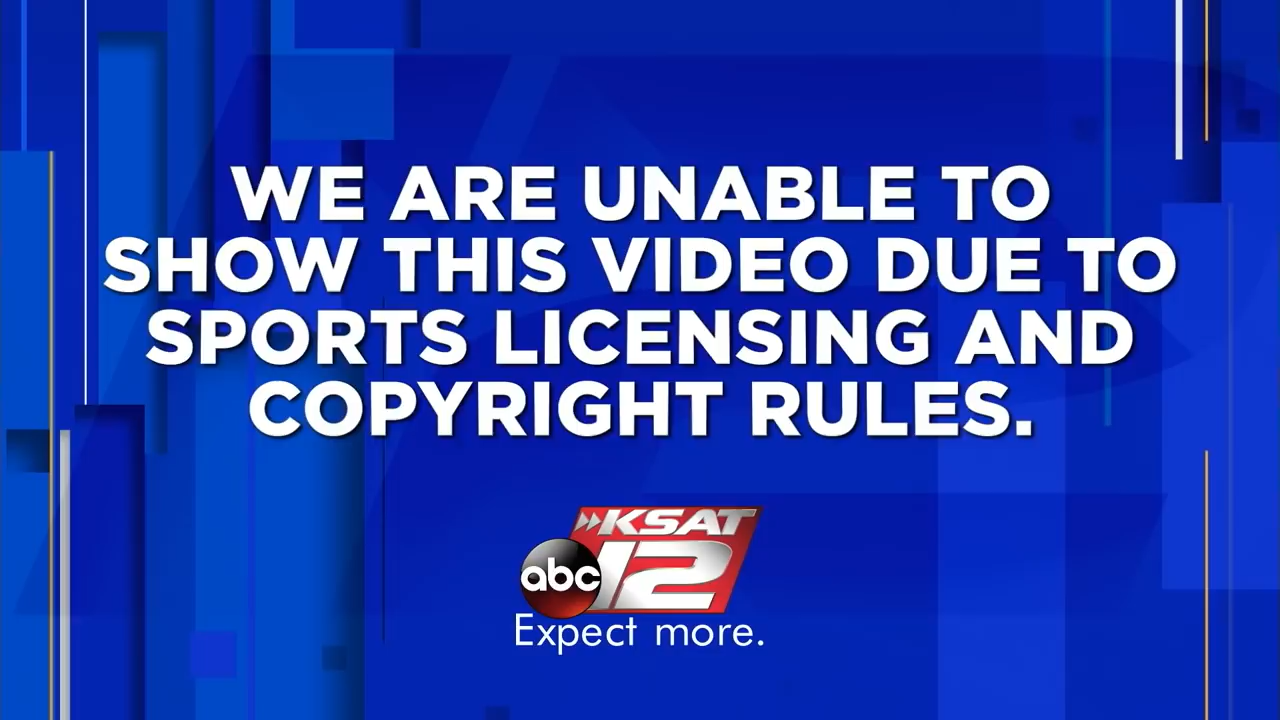 WE ARE UNABLE TO
SHOW THIS VIDEO DUE TO
SPORTS LICENSING AND
COPYRIGHT RULES.
KSAT
abc 12
Expect more.